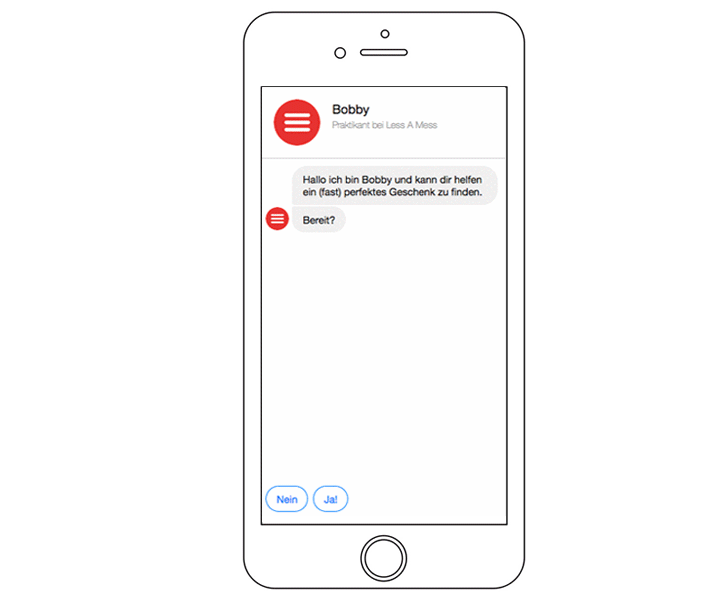 Bobby
Praktikant bei Less A Mess
Hallo ich bin Bobby und kann dir helfen
ein (fast) perfektes Geschenk zu finden.
Bereit?
Nein
Ja!